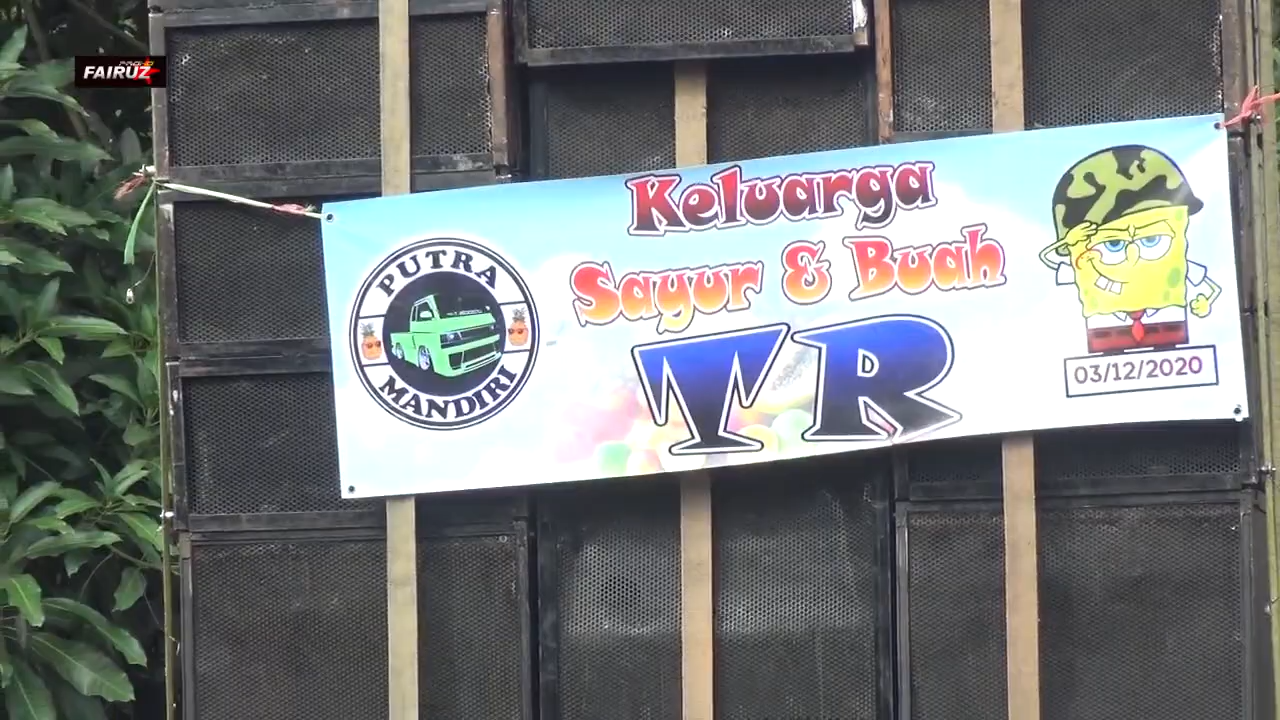 FAIRUZ
Keluarga
Sayur & Buah
TR
PUTRA
MANDIRI
03/12/2020